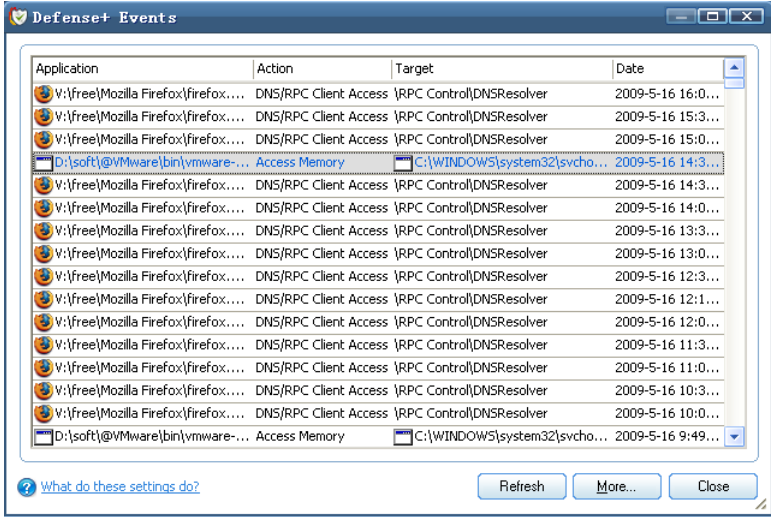 Defense+ Events
Application Action Target Date
V:\free\Mozilla Firefox\firefox.... DNS/RPC Client Access \RPC Control\DNSResolver 2009-5-16 16:0...
V:\free\Mozilla Firefox\firefox.... DNS/RPC Client Access \RPC Control\DNSResolver 2009-5-16 15:3...
V:\free\Mozilla Firefox\firefox.... DNS/RPC Client Access \RPC Control\DNSResolver 2009-5-16 15:0...
D:\soft\@VMware\bin\vmware-... Access Memory C:\WINDOWS\system32\svcho... 2009-5-16 14:3...
V:\free\Mozilla Firefox\firefox.... DNS/RPC Client Access \RPC Control\DNSResolver 2009-5-16 14:3...
V:\free\Mozilla Firefox\firefox.... DNS/RPC Client Access \RPC Control\DNSResolver 2009-5-16 14:0...
V:\free\Mozilla Firefox\firefox.... DNS/RPC Client Access \RPC Control\DNSResolver 2009-5-16 13:3...
V:\free\Mozilla Firefox\firefox.... DNS/RPC Client Access \RPC Control\DNSResolver 2009-5-16 13:0...
V:\free\Mozilla Firefox\firefox.... DNS/RPC Client Access \RPC Control\DNSResolver 2009-5-16 12:3...
V:\free\Mozilla Firefox\firefox.... DNS/RPC Client Access \RPC Control\DNSResolver 2009-5-16 12:1...
V:\free\Mozilla Firefox\firefox.... DNS/RPC Client Access \RPC Control\DNSResolver 2009-5-16 12:0...
V:\free\Mozilla Firefox\firefox.... DNS/RPC Client Access \RPC Control\DNSResolver 2009-5-16 11:3...
V:\free\Mozilla Firefox\firefox.... DNS/RPC Client Access \RPC Control\DNSResolver 2009-5-16 11:0...
V:\free\Mozilla Firefox\firefox.... DNS/RPC Client Access \RPC Control\DNSResolver 2009-5-16 10:3...
V:\free\Mozilla Firefox\firefox.... DNS/RPC Client Access \RPC Control\DNSResolver 2009-5-16 10:0...
D:\soft\@VMware\bin\vmware-... Access Memory C:\WINDOWS\system32\svcho... 2009-5-16 9:49...
What do these settings do? Refresh More... Close